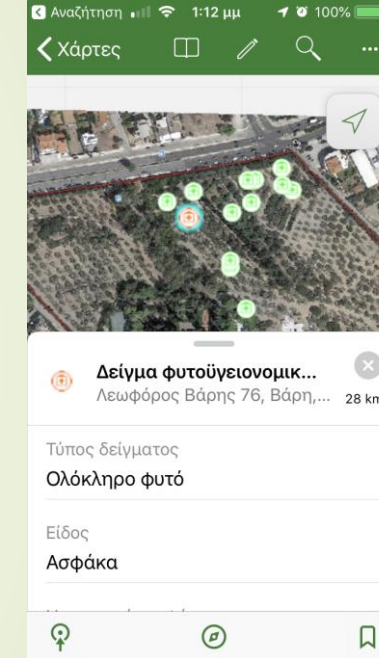 Αναζήτηση 1:12 μμ 100%
Χάρτες
Δείγμα φυτοϋγειονομικ...
Λεωφόρος Βάρης 76, Βάρη,... 28 km
Τύπος δείγματος
Ολόκληρο φυτό
Είδος
Ασφάκα